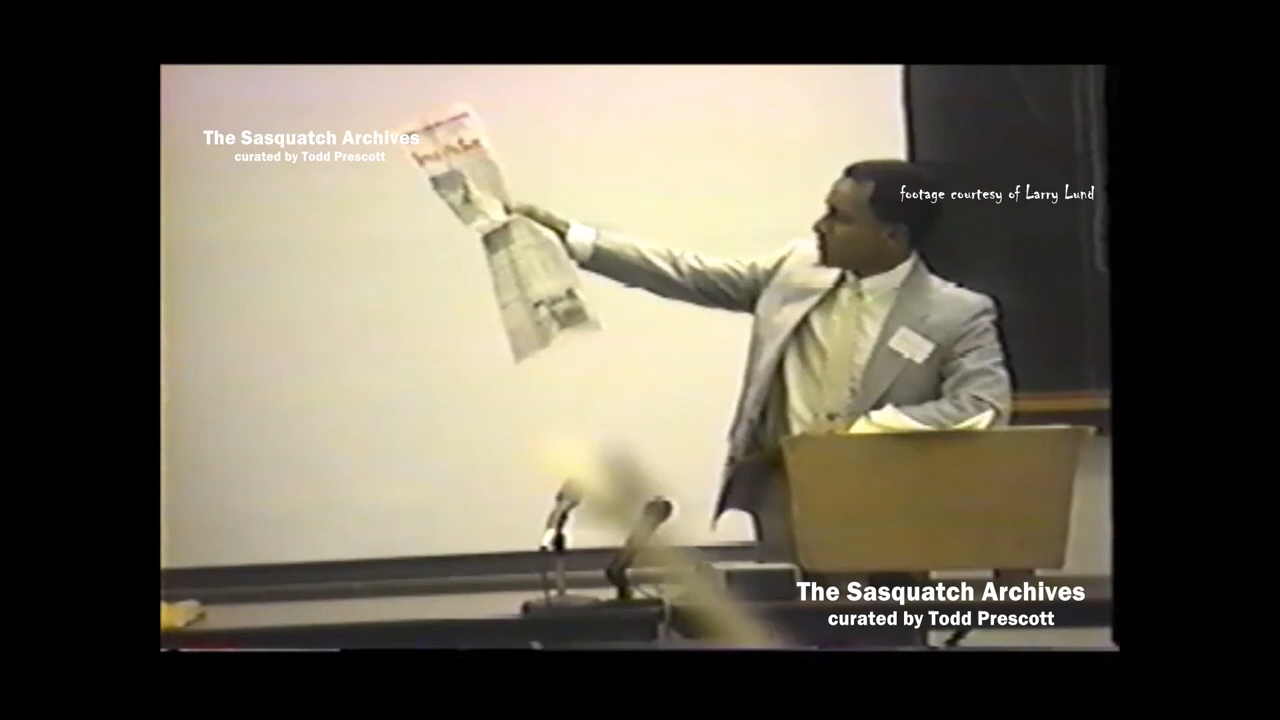 The Sasquatch Archives
curated by Todd Prescott
footage courtesy of Larry Lund
The Sasquatch Archives
curated by Todd Prescott